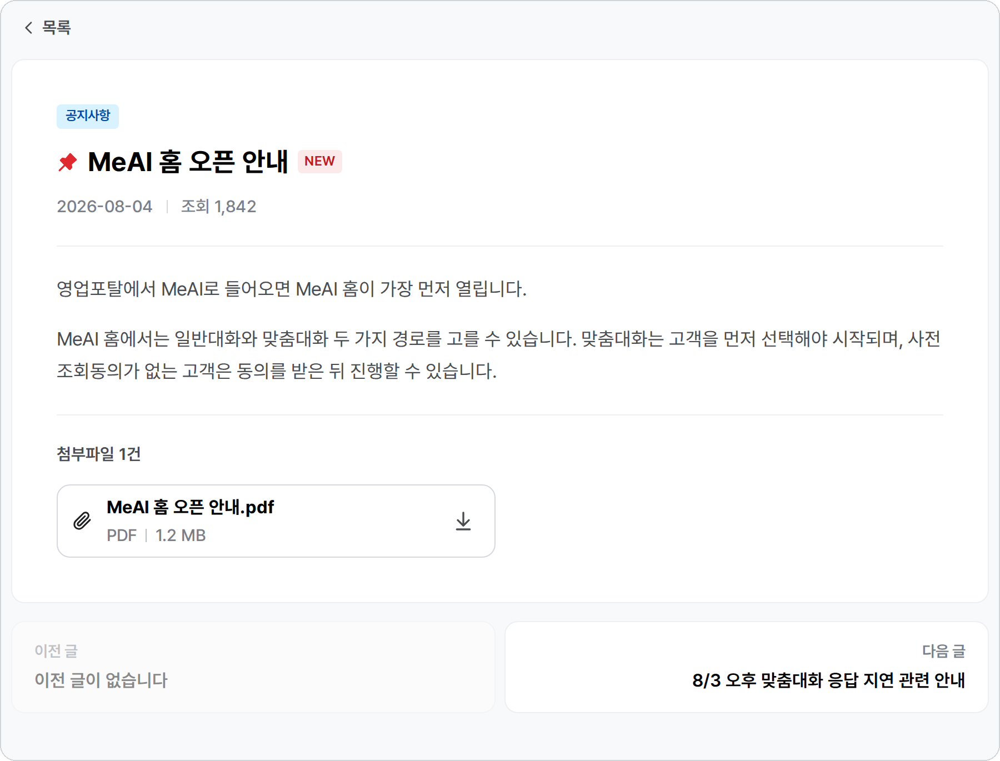 목록
공지사항
MeAI 홈 오픈 안내 NEW
2026-08-04 조회 1,842
영업포탈에서 MeAI로 들어오면 MeAI 홈이 가장 먼저 열립니다.
MeAI 홈에서는 일반대화와 맞춤대화 두 가지 경로를 고를 수 있습니다. 맞춤대화는 고객을 먼저 선택해야 시작되며, 사전
조회동의가 없는 고객은 동의를 받은 뒤 진행할 수 있습니다.
첨부파일 1건
MeAI 홈 오픈 안내.pdf
PDF 1.2 MB
이전 글
이전 글이 없습니다
다음 글
8/3 오후 맞춤대화 응답 지연 관련 안내